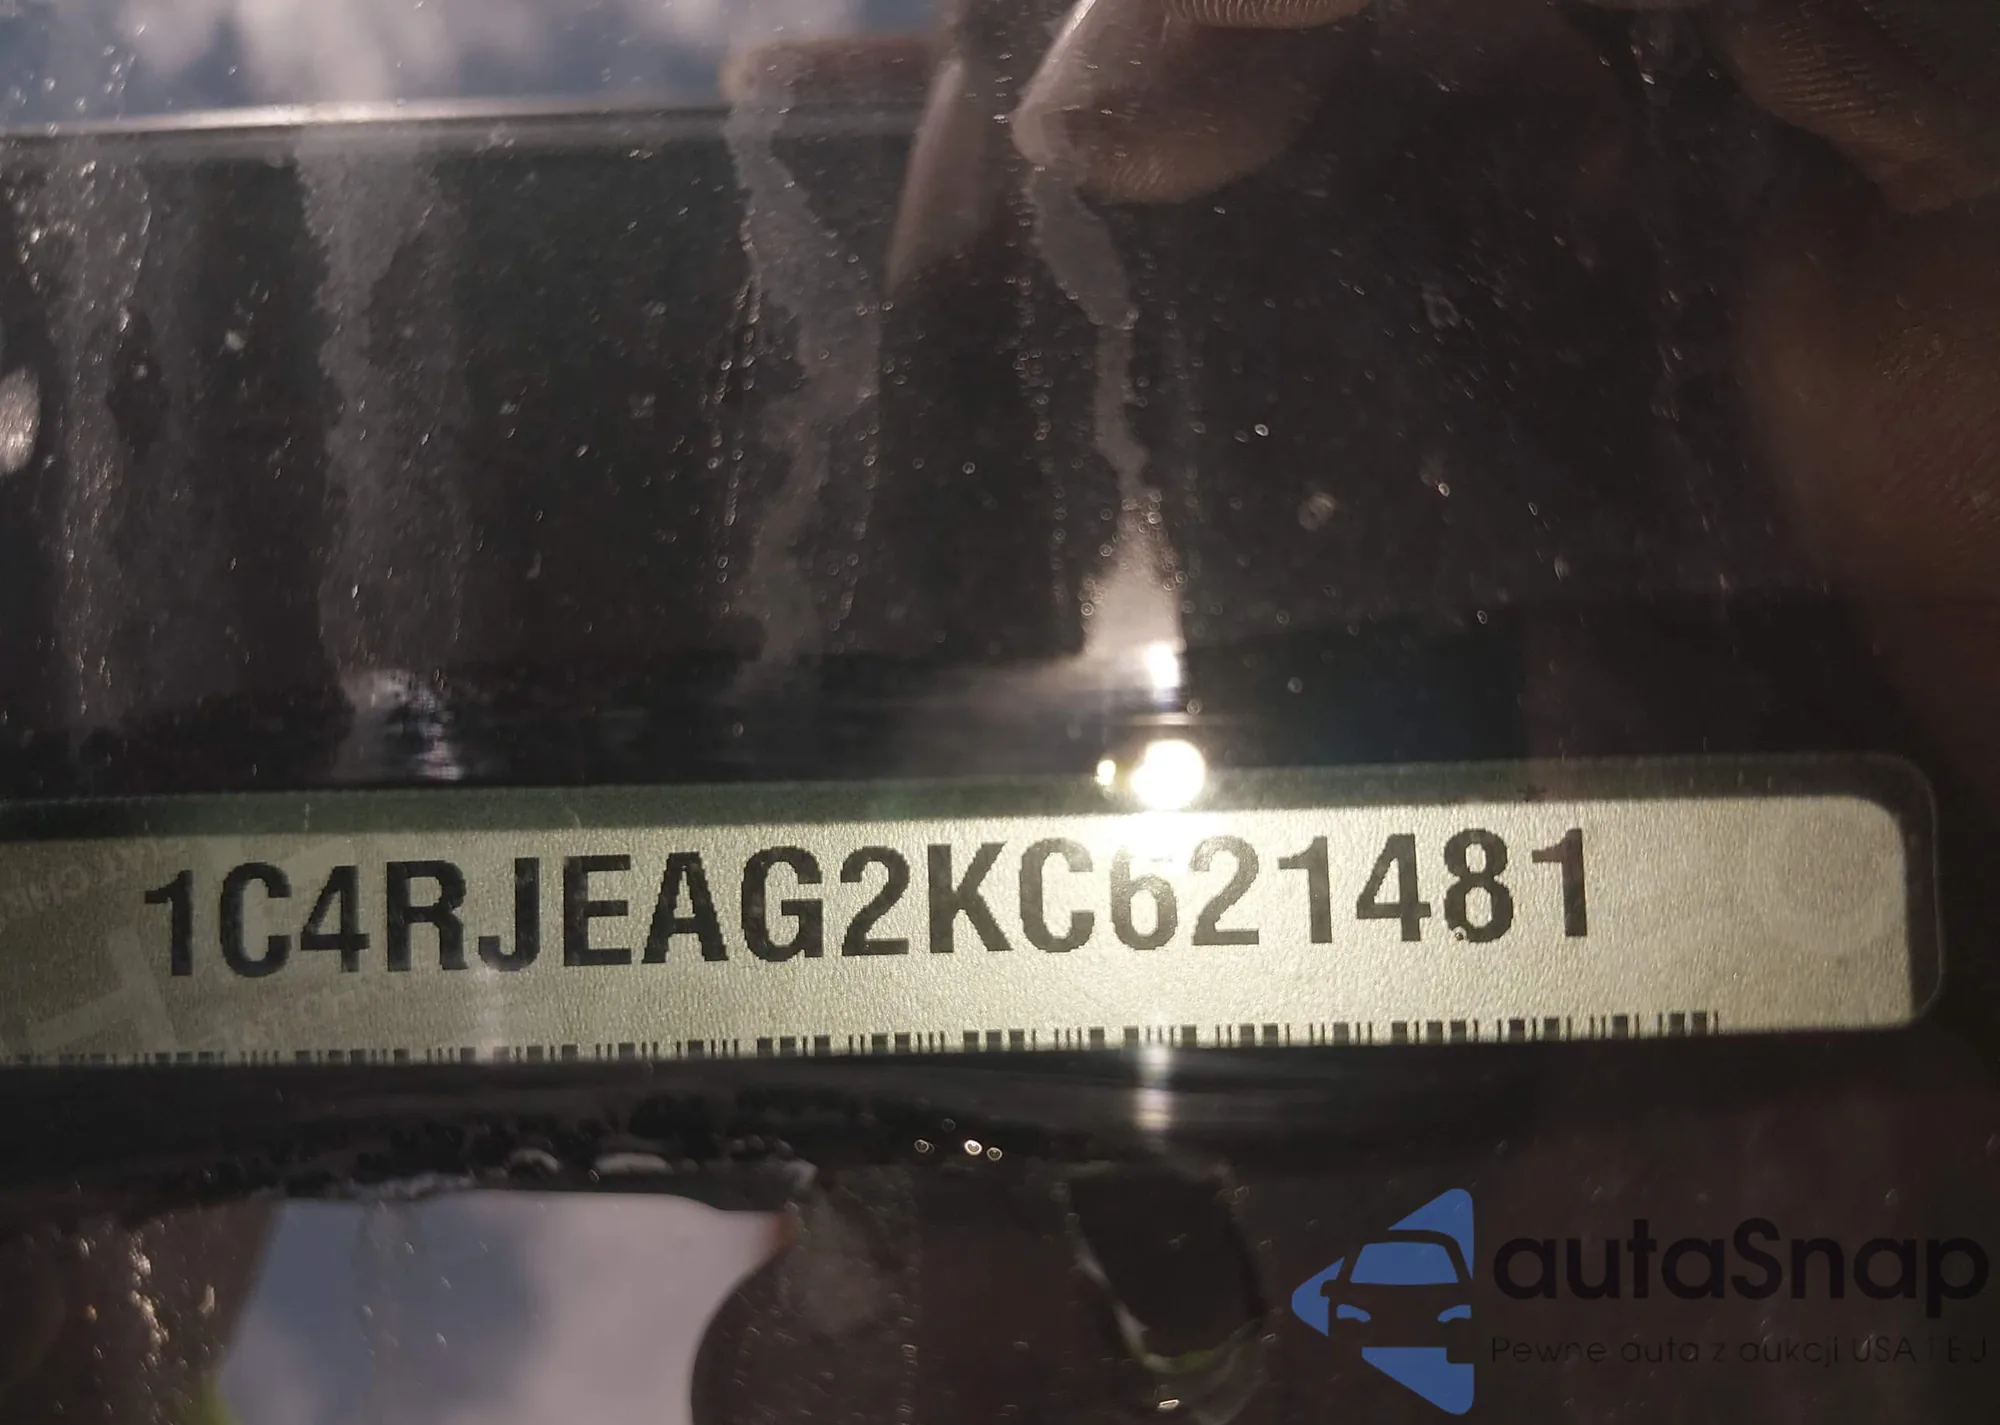 1C4RJEAG2KC621481
autaSnap
Pewne auta z aukcji USA i EU